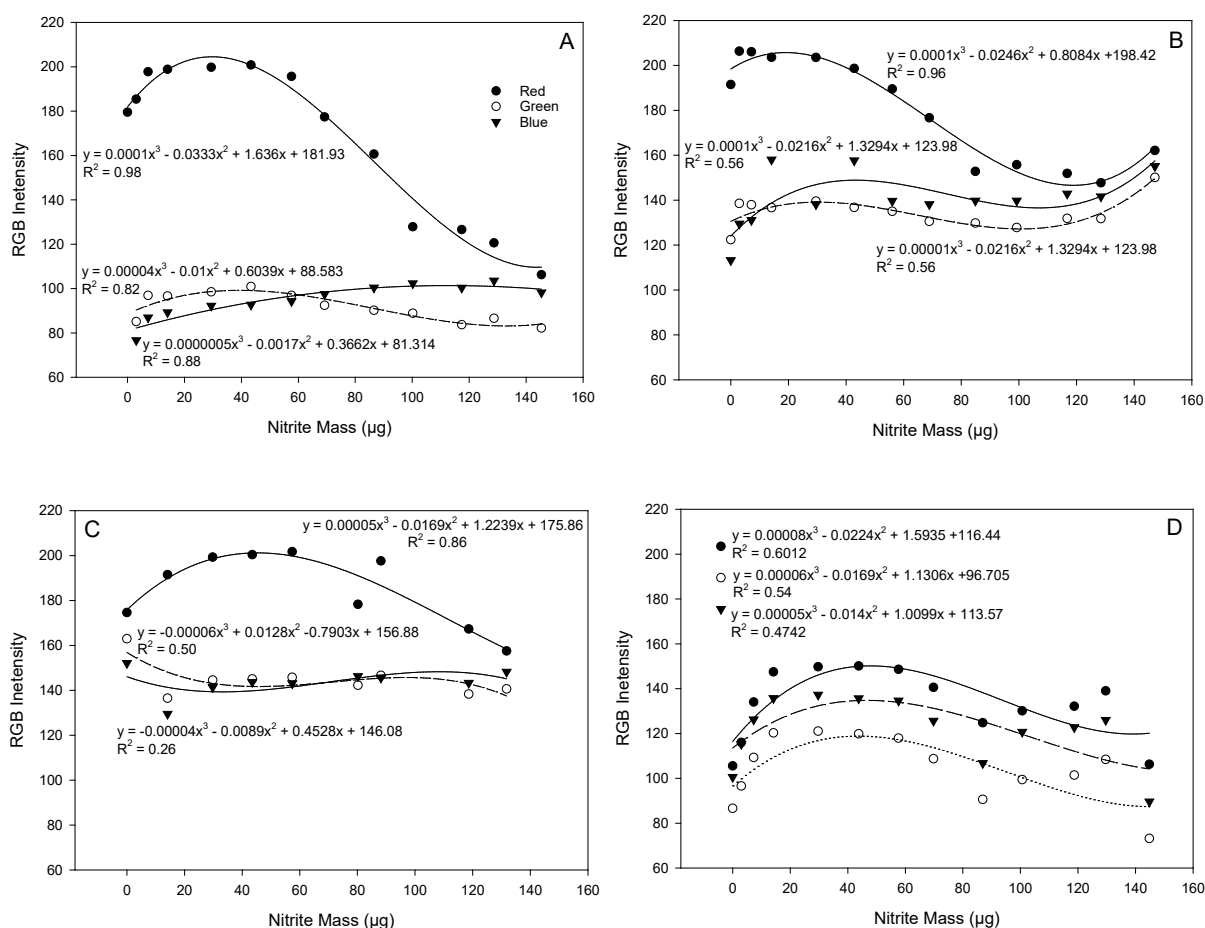 A
220
200
180
160
140
120
100
80
60
RGB Inetensity
Red
Green
Blue
y = 0.0001x³ - 0.0333x² + 1.636x + 181.93
R² = 0.98
y = 0.00004x³ - 0.01x² + 0.6039x + 88.583
R² = 0.82
y = 0.0000005x³ - 0.0017x² + 0.3662x + 81.314
R² = 0.88
0 20 40 60 80 100 120 140 160
Nitrite Mass (µg)
B
220
200
180
160
140
120
100
80
60
RGB Inetensity
y = 0.0001x³ - 0.0246x² + 0.8084x +198.42
R² = 0.96
y = 0.0001x³ - 0.0216x² + 1.3294x + 123.98
R² = 0.56
y = 0.00001x³ - 0.0216x² + 1.3294x + 123.98
R² = 0.56
0 20 40 60 80 100 120 140 160
Nitrite Mass (µg)
C
220
200
180
160
140
120
100
80
60
RGB Inetensity
y = 0.00005x³ - 0.0169x² + 1.2239x + 175.86
R² = 0.86
y = -0.00006x³ + 0.0128x² -0.7903x + 156.88
R² = 0.50
y = -0.00004x³ - 0.0089x² + 0.4528x + 146.08
R² = 0.26
0 20 40 60 80 100 120 140 160
Nitrite Mass (µg)
D
220
200
180
160
140
120
100
80
60
RGB Inetensity
y = 0.00008x³ - 0.0224x² + 1.5935 +116.44
R² = 0.6012
y = 0.00006x³ - 0.0169x² + 1.1306x +96.705
R² = 0.54
y = 0.00005x³ - 0.014x² + 1.0099x + 113.57
R² = 0.4742
0 20 40 60 80 100 120 140 160
Nitrite Mass (µg)